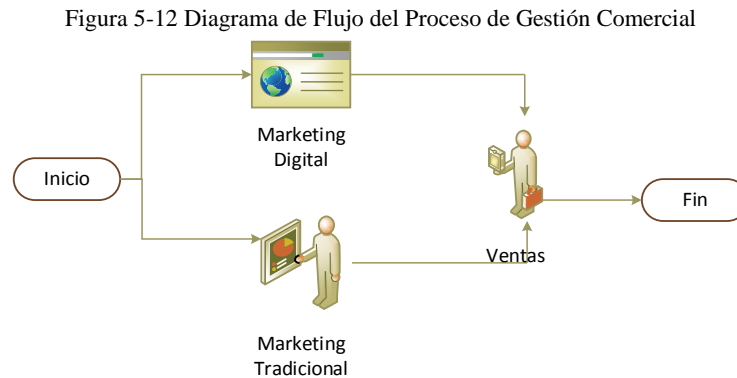 Figura 5-12 Diagrama de Flujo del Proceso de Gestión Comercial
Marketing
Digital
Inicio
Fin
Ventas
Marketing
Tradicional